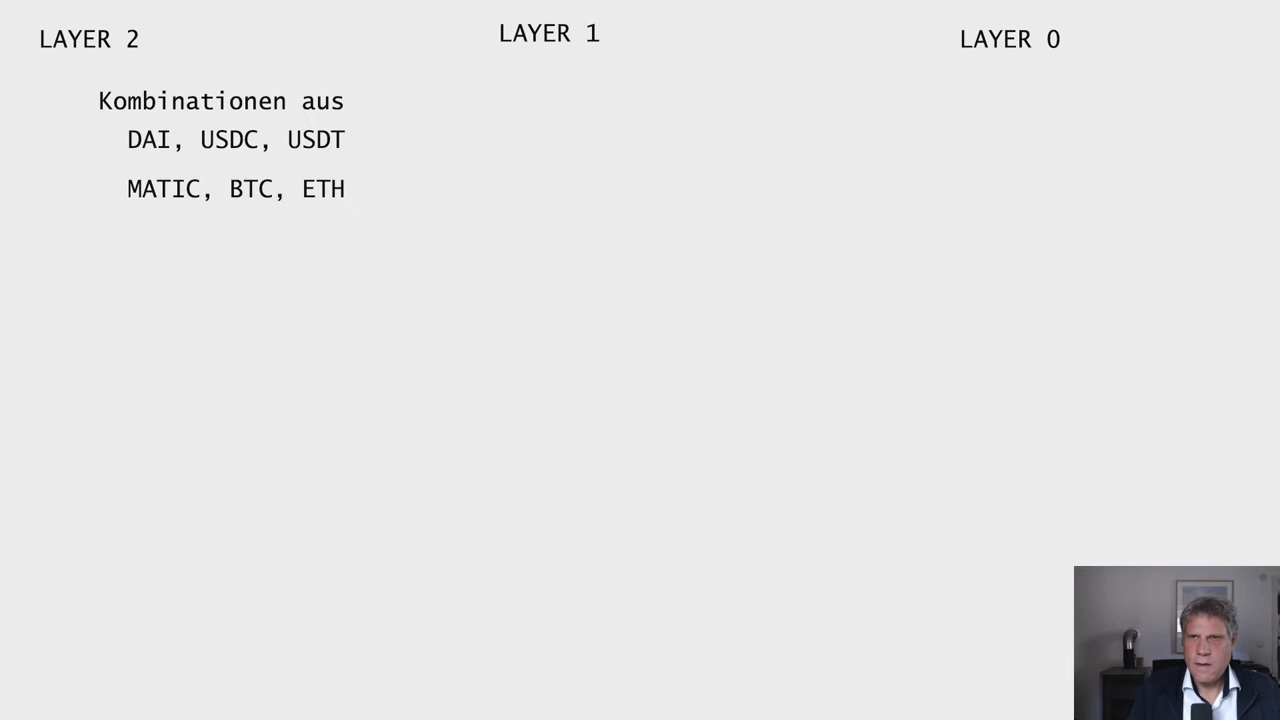 LAYER 2
LAYER 1
LAYER 0
Kombinationen aus
DAI, USDC, USDT
MATIC, BTC, ETH